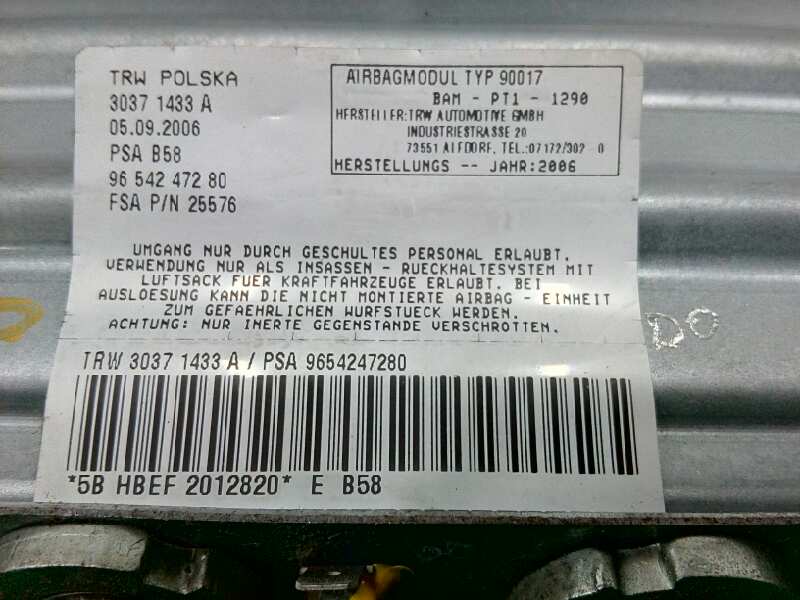 TRW POLSKA
3037 1433 A
05.09.2006
PSA B58
96 542 472 80
FSA P/N 25576
AIRBAGMODUL TYP 90017
BAM - PT1 - 1290
HERSTELLER:TRW AUTOMOTIVE GMBH
INDUSTRIESTRASSE 20
73551 ALFDORF, TEL.:07172/302 0
HERSTELLUNGS -- JAHR:2006
UMGANG NUR DURCH GESCHULTES PERSONAL ERLAUBT.
VERWENDUNG NUR ALS INSASSEN - RUECKHALTESYSTEM MIT
LUFTSACK FUER KRAFTFAHRZEUGE ERLAUBT. BEI
AUSLOESUNG KANN DIE NICHT MONTIERTE AIRBAG - EINHEIT
ZUM GEFAEHRLICHEN WURFSTUECK WERDEN.
ACHTUNG: NUR INERTE GEGENSTANDE VERSCHROTTEN.
DO
TRW 3037 1433 A / PSA 9654247280
*5B HBEF 2012820* E B58